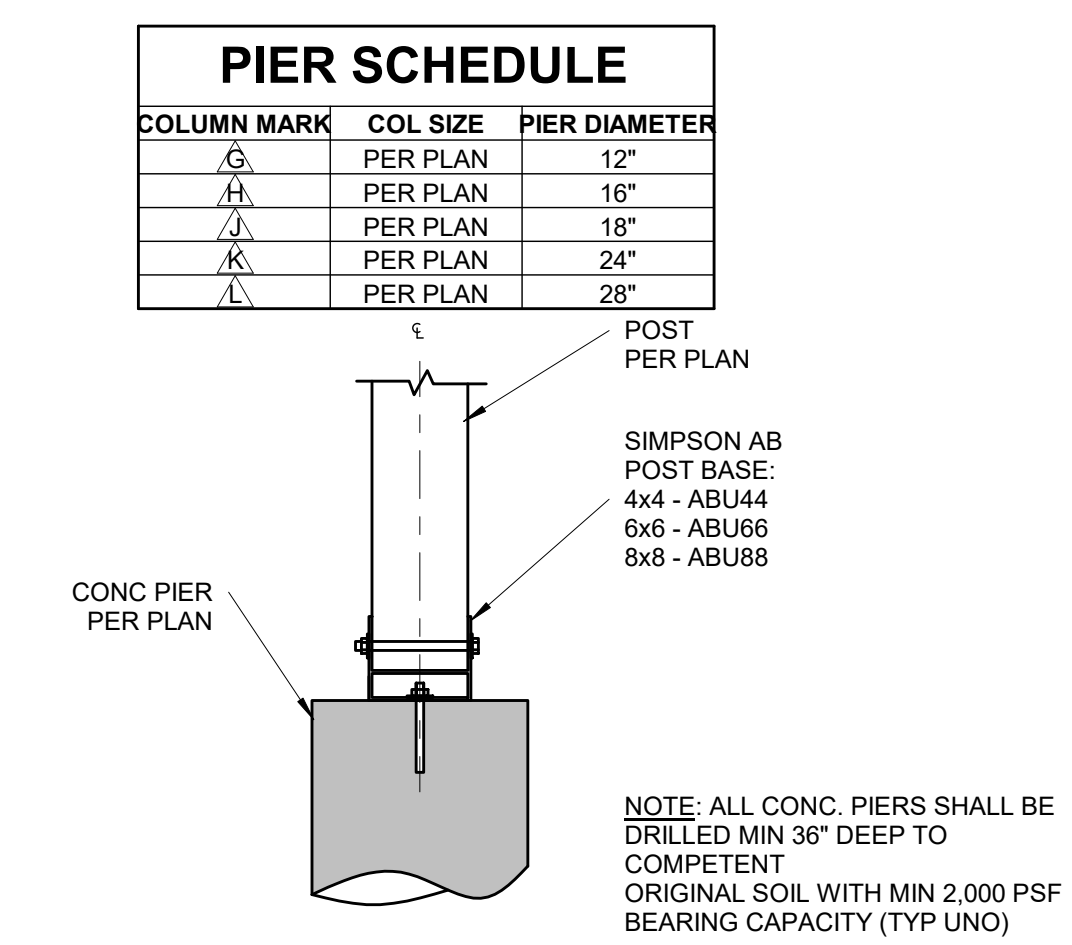 PIER SCHEDULE
COLUMN MARK COL SIZE PIER DIAMETER
G PER PLAN 12"
H PER PLAN 16"
J PER PLAN 18"
K PER PLAN 24"
L PER PLAN 28"
℄
POST
PER PLAN
SIMPSON AB
POST BASE:
4x4 - ABU44
6x6 - ABU66
8x8 - ABU88
CONC PIER
PER PLAN
NOTE: ALL CONC. PIERS SHALL BE
DRILLED MIN 36" DEEP TO
COMPETENT
ORIGINAL SOIL WITH MIN 2,000 PSF
BEARING CAPACITY (TYP UNO)